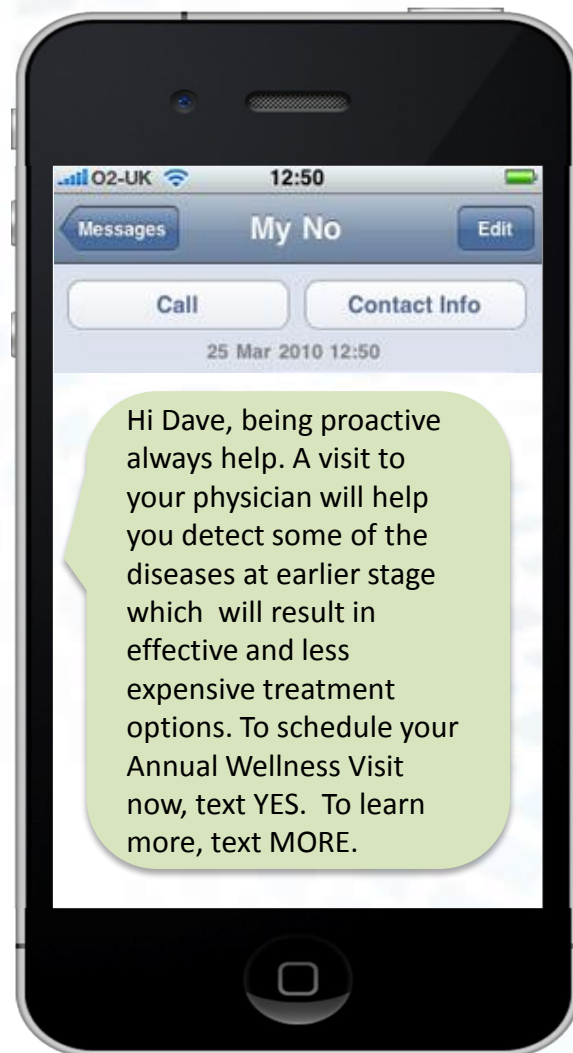 O2-UK 12:50
Messages My No Edit
Call Contact Info
25 Mar 2010 12:50
Hi Dave, being proactive
always help. A visit to
your physician will help
you detect some of the
diseases at earlier stage
which will result in
effective and less
expensive treatment
options. To schedule your
Annual Wellness Visit
now, text YES. To learn
more, text MORE.